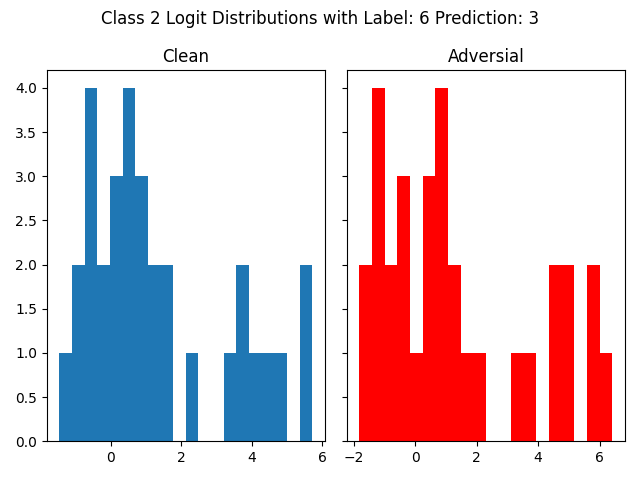 Class 2 Logit Distributions with Label: 6 Prediction: 3
Clean
Adversial
4.0
3.5
3.0
2.5
2.0
1.5
1.0
0.5
0.0
0 2 4 6
−2 0 2 4 6